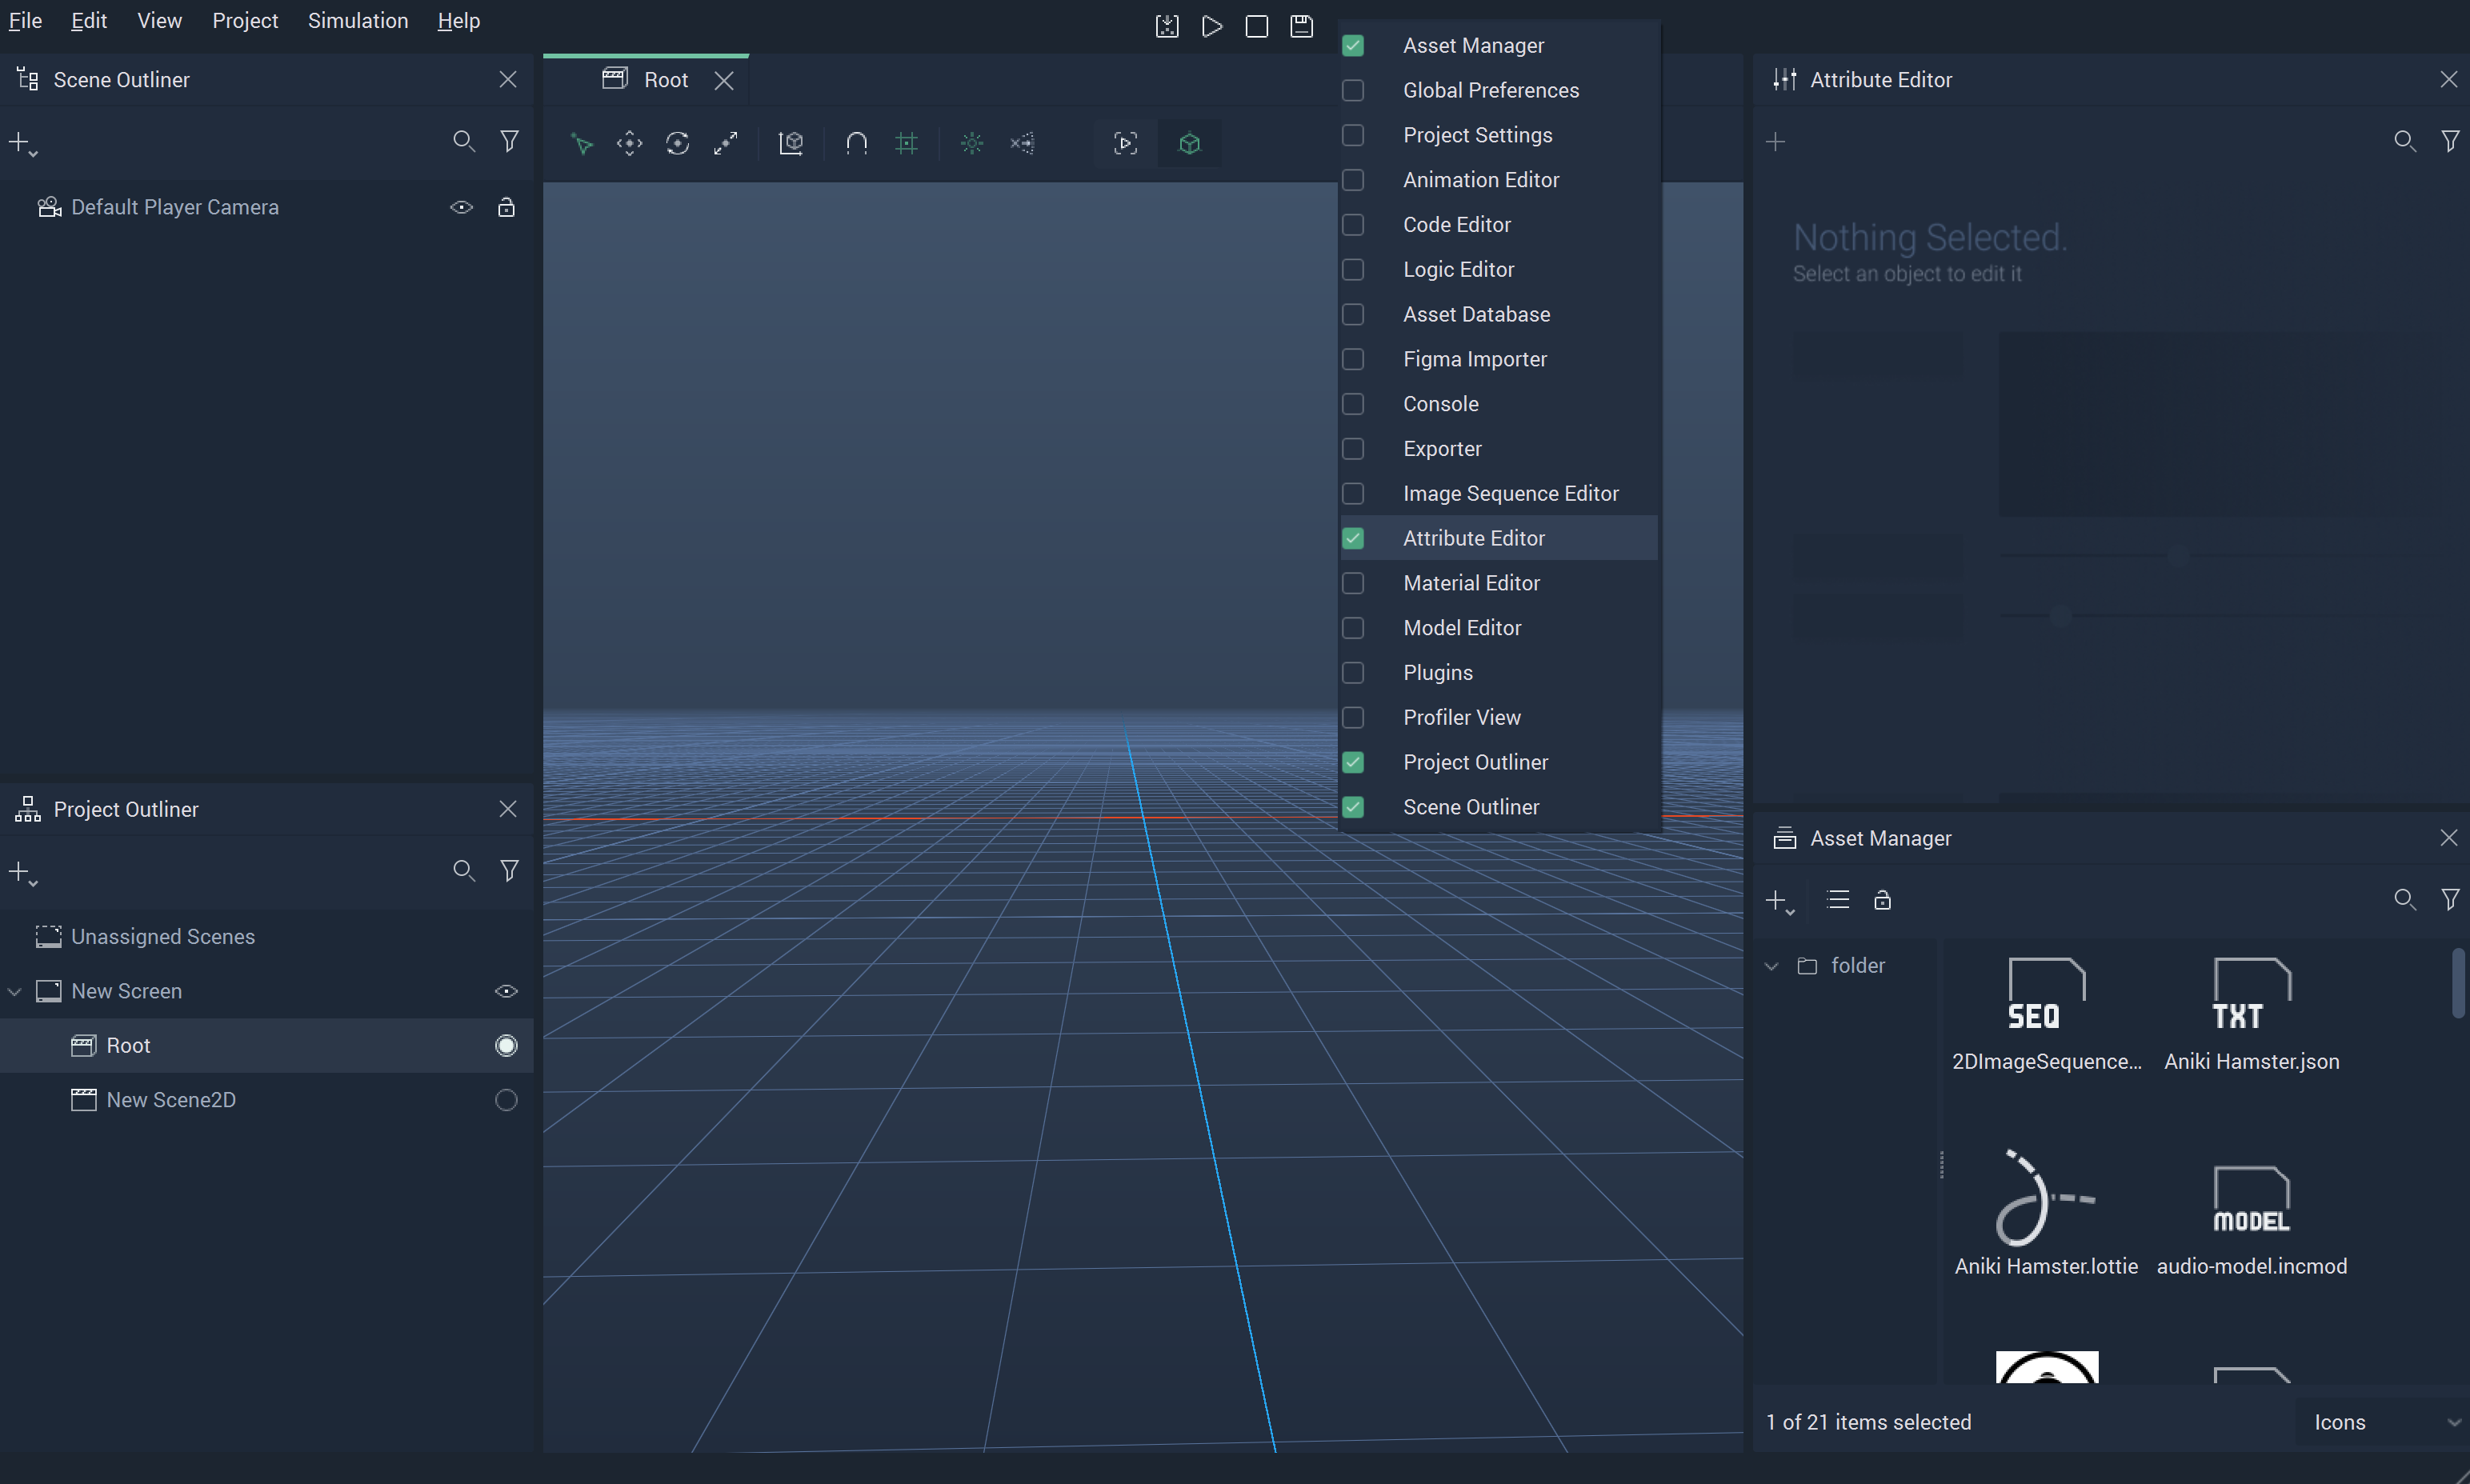 File Edit View Project Simulation Help
Scene Outliner
Default Player Camera
Project Outliner
Unassigned Scenes
New Screen
Root
New Scene2D
Root
Asset Manager
Global Preferences
Project Settings
Animation Editor
Code Editor
Logic Editor
Asset Database
Figma Importer
Console
Exporter
Image Sequence Editor
Attribute Editor
Material Editor
Model Editor
Plugins
Profiler View
Project Outliner
Scene Outliner
Attribute Editor
Nothing Selected.
Select an object to edit it
Asset Manager
folder
SEQ
2DImageSequence...
TXT
Aniki Hamster.json
Aniki Hamster.lottie
MODEL
audio-model.incmod
1 of 21 items selected
Icons